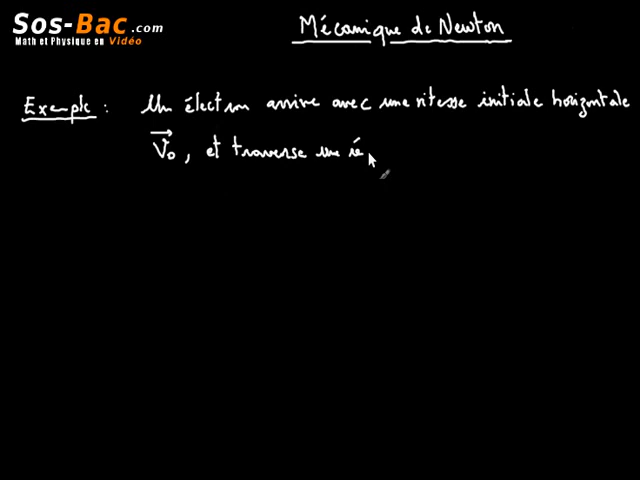 Sos-Bac.com
Math et Physique en Vidéo
Mécanique de Newton
Exemple : Un électron arrive avec une vitesse initiale horizontale
V₀, et traverse une ré